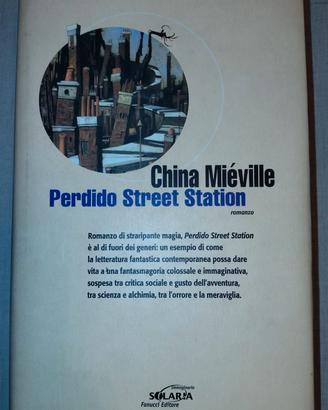 China Miéville
Perdido Street Station
romanzo
Romanzo di straripante magia, Perdido Street Station
è al di fuori dei generi: un esempio di come
la letteratura fantastica contemporanea possa dare
vita a una fantasmagoria colossale e immaginativa,
sospesa tra critica sociale e gusto dell'avventura,
tra scienza e alchimia, tra l'orrore e la meraviglia.
Immaginario
SOLARIA
Fanucci Editore